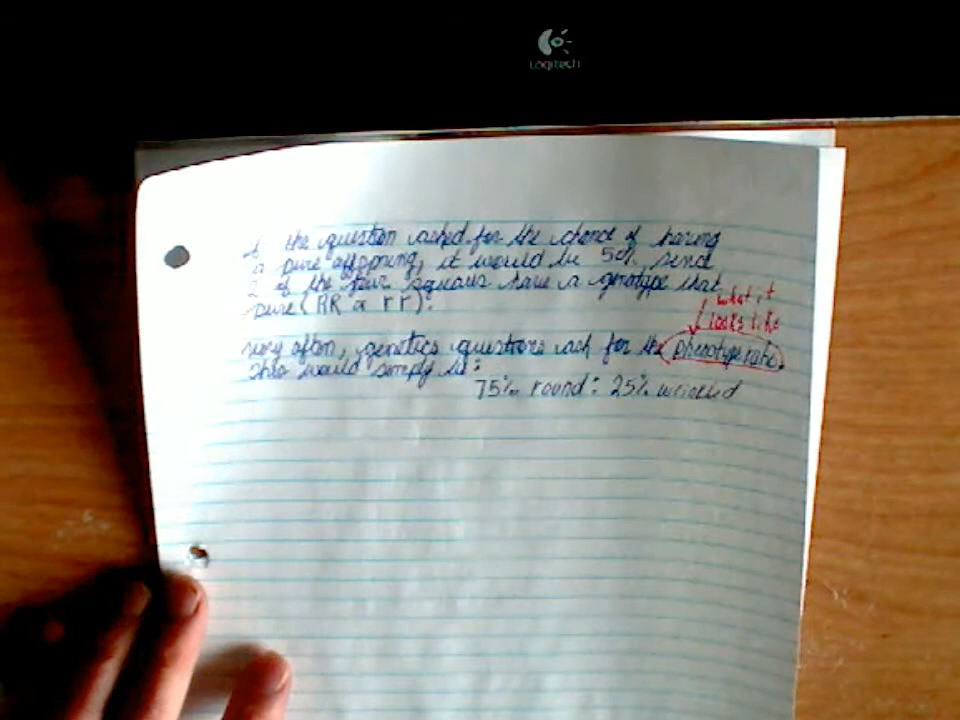 Logitech
if the question asked for the chance of having
a pure offspring, it would be 50% since
2 of the four squares have a genotype that
pure (RR or rr).
what it
looks like
very often, genetics questions ask for the phenotype ratio.
This would simply be:
75% round : 25% wrinkled